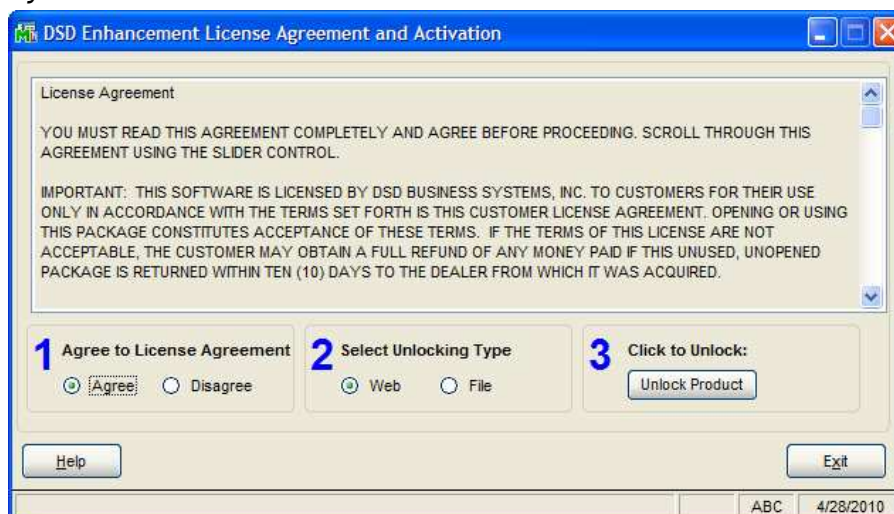 DSD Enhancement License Agreement and Activation
License Agreement
YOU MUST READ THIS AGREEMENT COMPLETELY AND AGREE BEFORE PROCEEDING. SCROLL THROUGH THIS
AGREEMENT USING THE SLIDER CONTROL.
IMPORTANT: THIS SOFTWARE IS LICENSED BY DSD BUSINESS SYSTEMS, INC. TO CUSTOMERS FOR THEIR USE
ONLY IN ACCORDANCE WITH THE TERMS SET FORTH IS THIS CUSTOMER LICENSE AGREEMENT. OPENING OR USING
THIS PACKAGE CONSTITUTES ACCEPTANCE OF THESE TERMS. IF THE TERMS OF THIS LICENSE ARE NOT
ACCEPTABLE, THE CUSTOMER MAY OBTAIN A FULL REFUND OF ANY MONEY PAID IF THIS UNUSED, UNOPENED
PACKAGE IS RETURNED WITHIN TEN (10) DAYS TO THE DEALER FROM WHICH IT WAS ACQUIRED.
1 Agree to License Agreement
Agree Disagree
2 Select Unlocking Type
Web File
3 Click to Unlock:
Unlock Product
Help Exit
ABC 4/28/2010